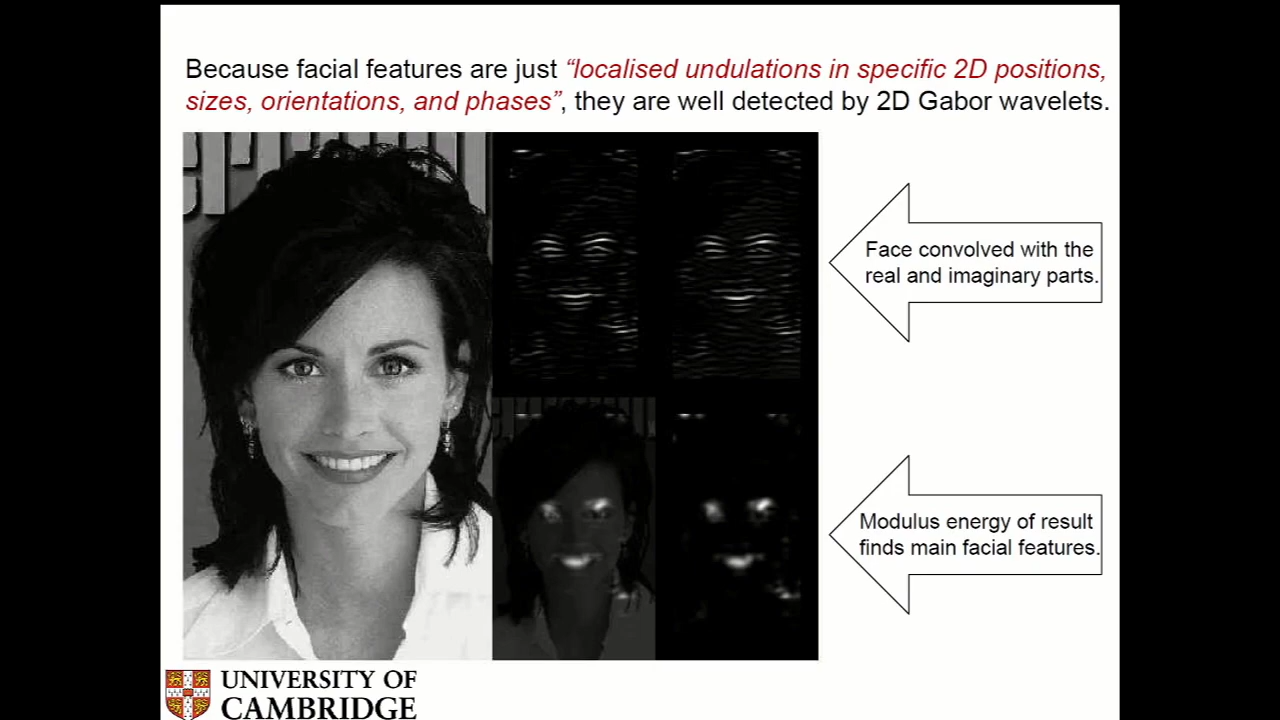 Because facial features are just “localised undulations in specific 2D positions,
sizes, orientations, and phases”, they are well detected by 2D Gabor wavelets.
Face convolved with the
real and imaginary parts.
Modulus energy of result
finds main facial features.
UNIVERSITY OF
CAMBRIDGE